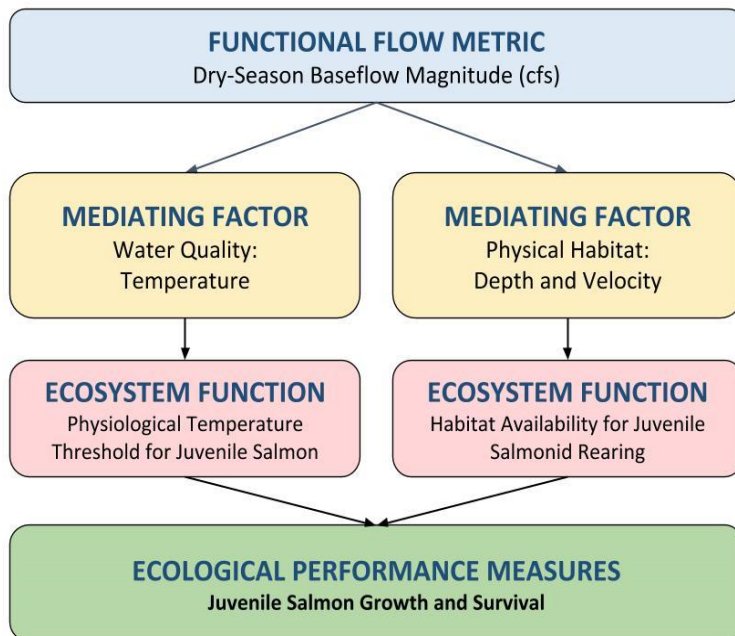 FUNCTIONAL FLOW METRIC
Dry-Season Baseflow Magnitude (cfs)
MEDIATING FACTOR
Water Quality:
Temperature
MEDIATING FACTOR
Physical Habitat:
Depth and Velocity
ECOSYSTEM FUNCTION
Physiological Temperature
Threshold for Juvenile Salmon
ECOSYSTEM FUNCTION
Habitat Availability for Juvenile
Salmonid Rearing
ECOLOGICAL PERFORMANCE MEASURES
Juvenile Salmon Growth and Survival